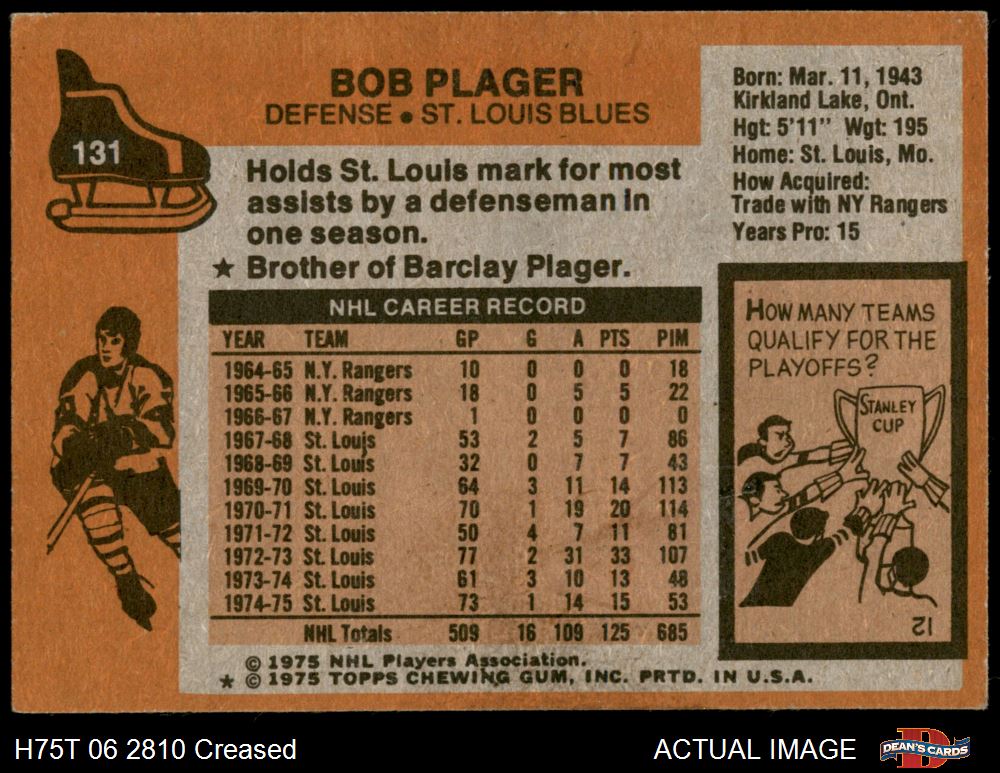 131
BOB PLAGER
DEFENSE • ST. LOUIS BLUES
Holds St. Louis mark for most
assists by a defenseman in
one season.
★ Brother of Barclay Plager.
NHL CAREER RECORD
YEAR TEAM GP G A PTS PIM
1964-65 N.Y. Rangers 10 0 0 0 18
1965-66 N.Y. Rangers 18 0 5 5 22
1966-67 N.Y. Rangers 1 0 0 0 0
1967-68 St. Louis 53 2 5 7 86
1968-69 St. Louis 32 0 7 7 43
1969-70 St. Louis 64 3 11 14 113
1970-71 St. Louis 70 1 19 20 114
1971-72 St. Louis 50 4 7 11 81
1972-73 St. Louis 77 2 31 33 107
1973-74 St. Louis 61 3 10 13 48
1974-75 St. Louis 73 1 14 15 53
NHL Totals 509 16 109 125 685
© 1975 NHL Players Association.
★ © 1975 TOPPS CHEWING GUM, INC. PRTD. IN U.S.A.
Born: Mar. 11, 1943
Kirkland Lake, Ont.
Hgt: 5'11" Wgt: 195
Home: St. Louis, Mo.
How Acquired:
Trade with NY Rangers
Years Pro: 15
HOW MANY TEAMS
QUALIFY FOR THE
PLAYOFFS?
STANLEY
CUP
12
H75T 06 2810 Creased
ACTUAL IMAGE
DEAN'S CARDS